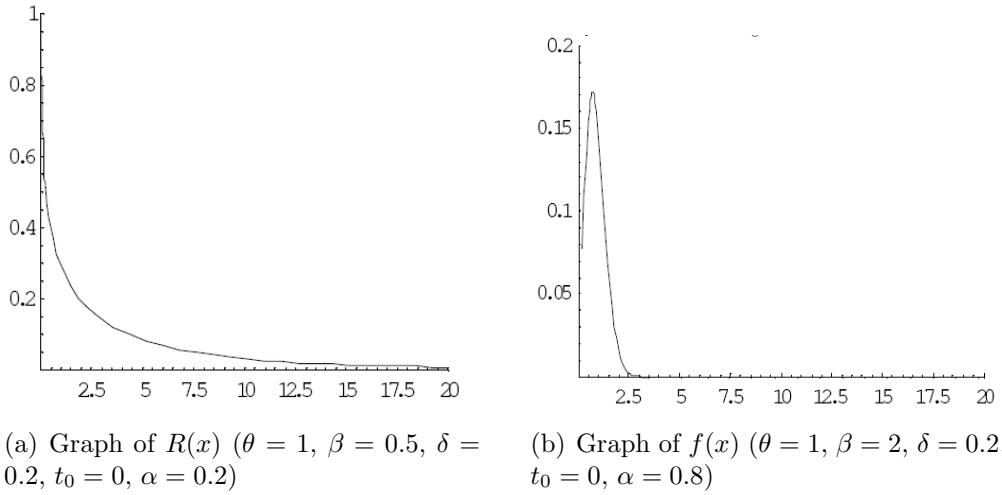 1
0.8
0.6
0.4
0.2
2.5 5 7.5 10 12.5 15 17.5 20
0.2
0.15
0.1
0.05
2.5 5 7.5 10 12.5 15 17.5 20
(a) Graph of R(x) (θ = 1, β = 0.5, δ =
0.2, t₀ = 0, α = 0.2)
(b) Graph of f(x) (θ = 1, β = 2, δ = 0.2
t₀ = 0, α = 0.8)